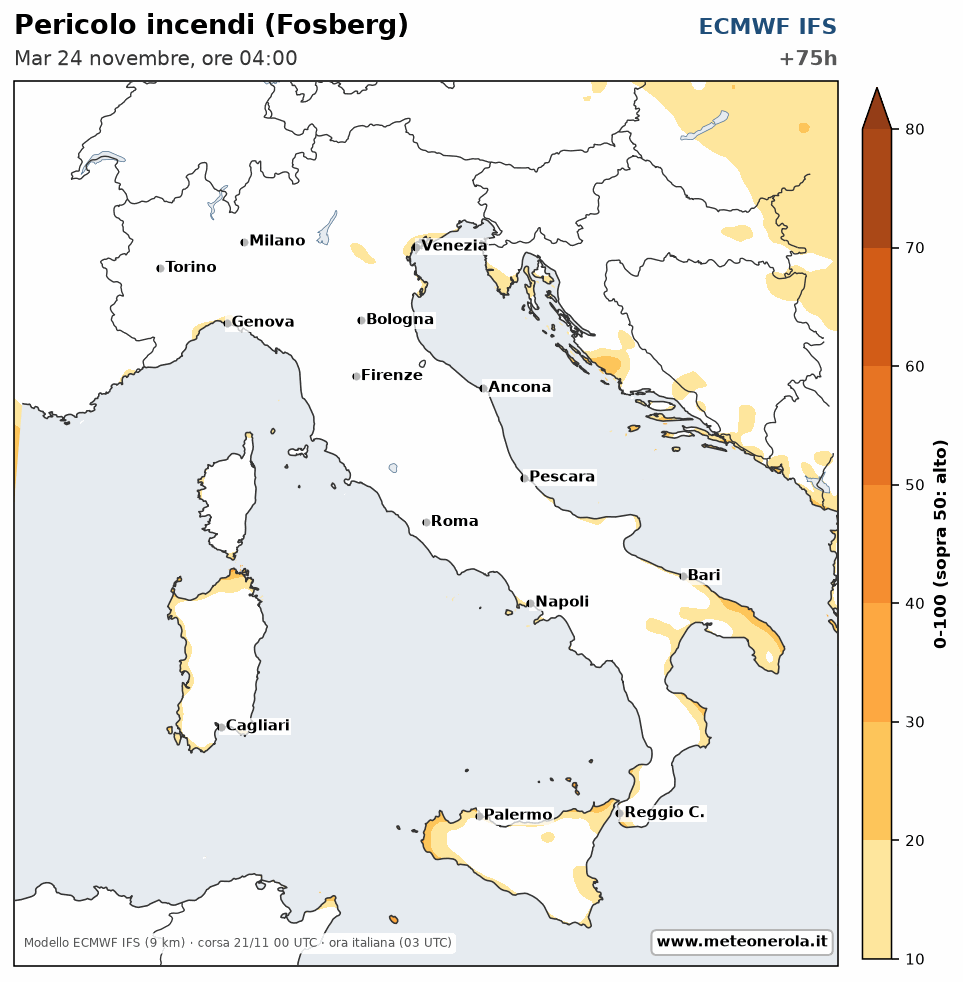 Pericolo incendi (Fosberg)
ECMWF IFS
Mar 24 novembre, ore 04:00
+75h
80
70
60
50
40
30
20
10
0-100 (sopra 50: alto)
Milano
Venezia
Torino
Genova
Bologna
Firenze
Ancona
Pescara
Roma
Bari
Napoli
Cagliari
Palermo
Reggio C.
Modello ECMWF IFS (9 km) · corsa 21/11 00 UTC · ora italiana (03 UTC)
www.meteonerola.it